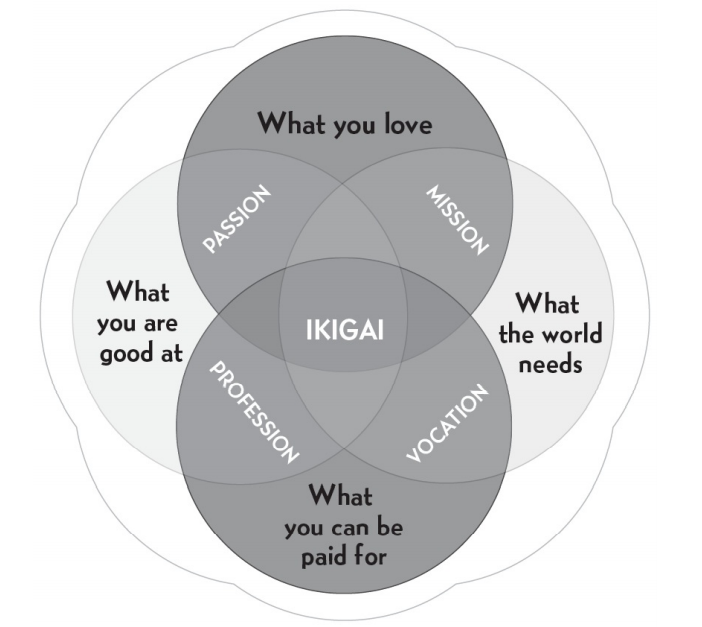 What you love
PASSION
MISSION
What
you are
good at
IKIGAI
What
the world
needs
PROFESSION
VOCATION
What
you can be
paid for